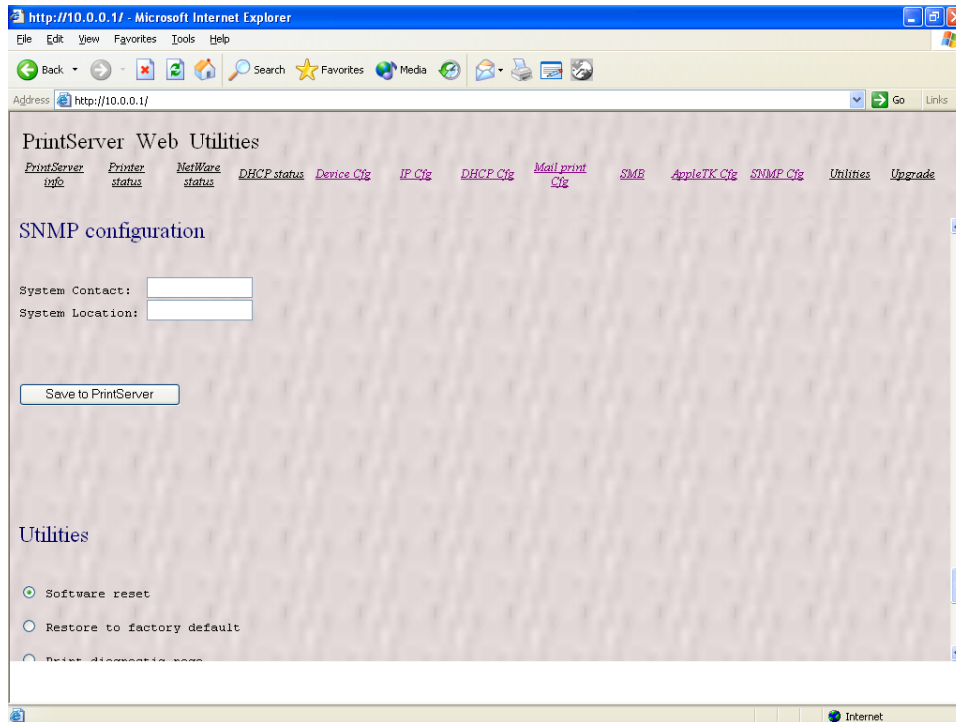 http://10.0.0.1/ - Microsoft Internet Explorer
File Edit View Favorites Tools Help
Back Search Favorites Media
Address http://10.0.0.1/ Go Links
PrintServer Web Utilities
PrintServer info Printer status NetWare status DHCP status Device Cfg IP Cfg DHCP Cfg Mail print Cfg SMB AppleTK Cfg SNMP Cfg Utilities Upgrade
SNMP configuration
System Contact:
System Location:
Save to PrintServer
Utilities
Software reset
Restore to factory default
Print diagnostic page
Internet